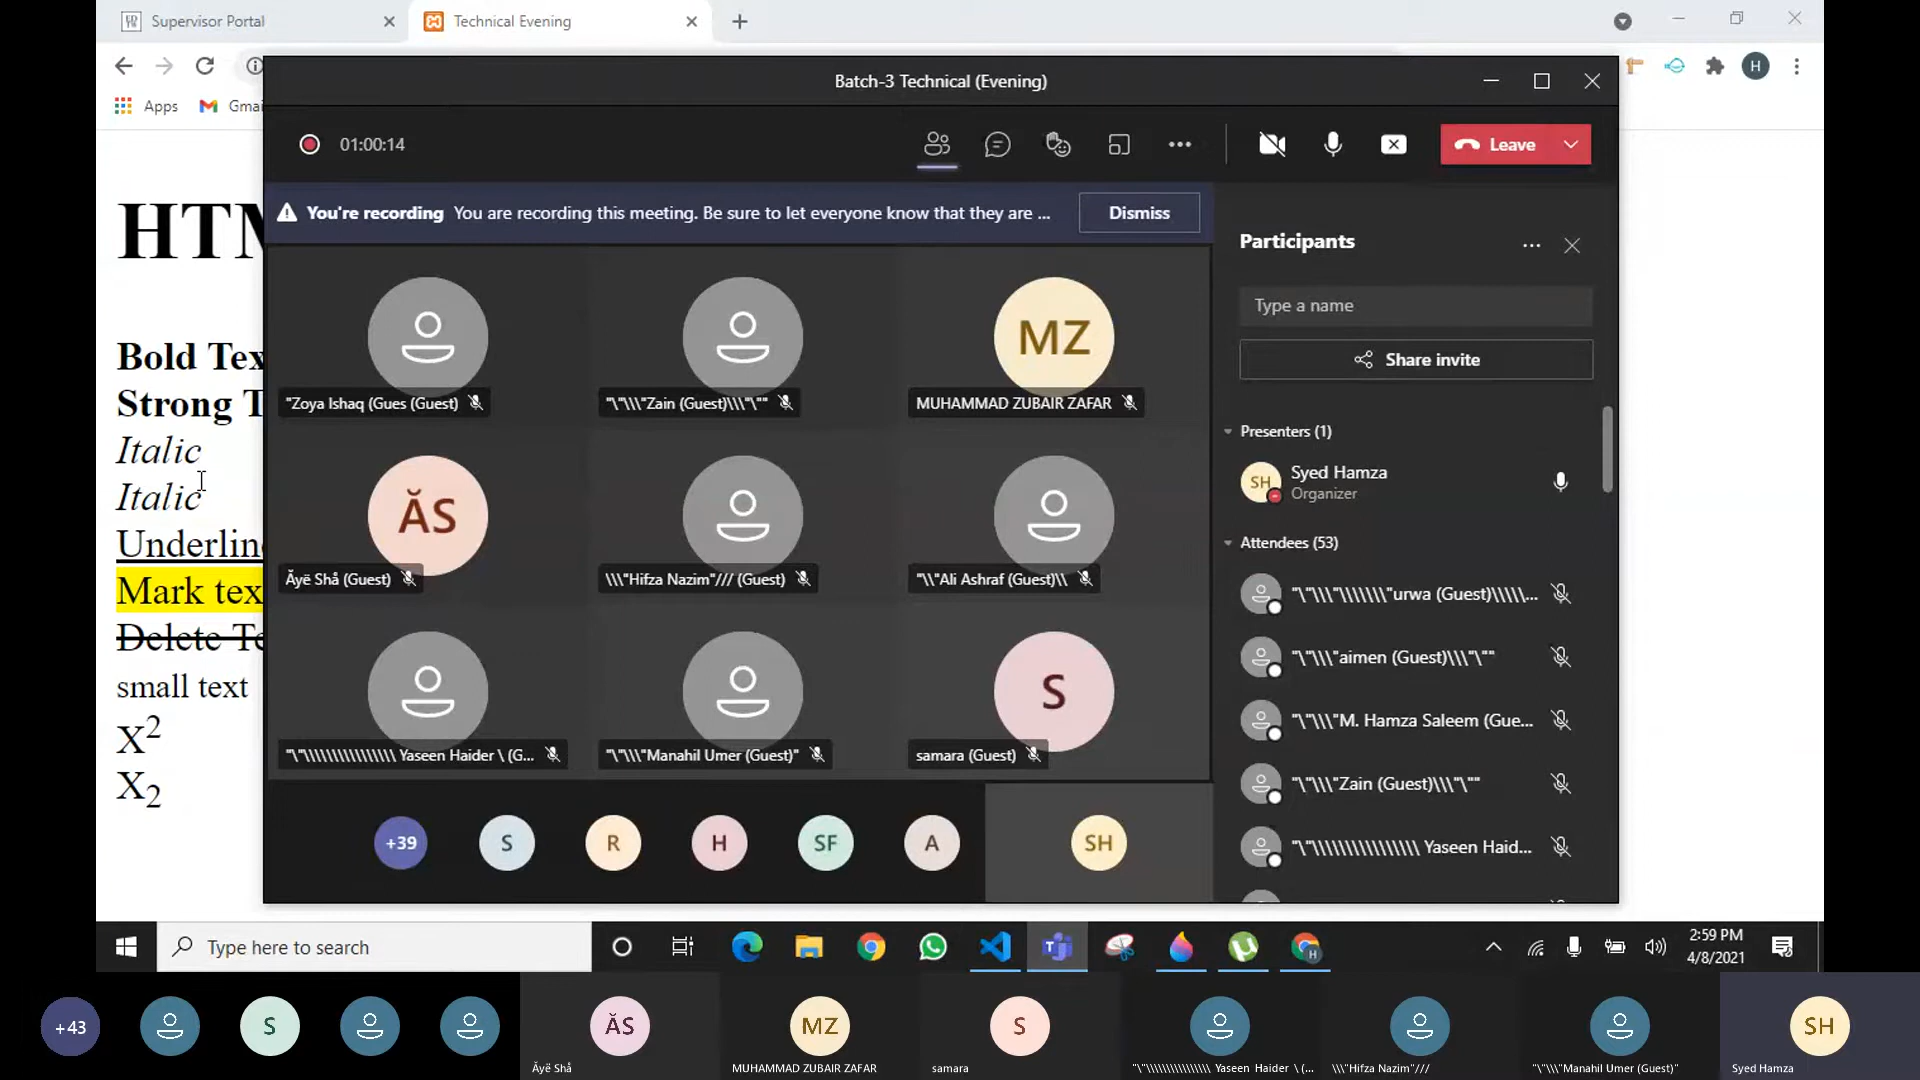 Supervisor Portal
Technical Evening
H
Apps
Gmai
Batch-3 Technical (Evening)
01:00:14
Leave
You're recording You are recording this meeting. Be sure to let everyone know that they are ...
Dismiss
Participants
Type a name
Share invite
Presenters (1)
SH
Syed Hamza
Organizer
Attendees (53)
"\"\\\"\\\\\\\"urwa (Guest)\\\\\...
"\"\\\"aimen (Guest)\\\"\""
"\"\\\"M. Hamza Saleem (Gue...
"\"\\\"Zain (Guest)\\\"\""
"\"\\\\\\\\\\\\\\\\ Yaseen Haid...
HTM
Bold Tex
Strong T
Italic
Italic
Underline
Mark tex
Delete Te
small text
X2
X2
"Zoya Ishaq (Gues (Guest)
"\"\\\"Zain (Guest)\\\"\""
MZ
MUHAMMAD ZUBAIR ZAFAR
ĂS
Ăyë Shå (Guest)
\\\"Hifza Nazim"/// (Guest)
"\\"Ali Ashraf (Guest)\\
"\"\\\\\\\\\\\\\\\\ Yaseen Haider \ (G...
"\"\\\"Manahil Umer (Guest)"
S
samara (Guest)
+39
S
R
H
SF
A
SH
Type here to search
2:59 PM
4/8/2021
+43
S
ĂS
MZ
S
SH
Ăyë Shå
MUHAMMAD ZUBAIR ZAFAR
samara
"\"\\\\\\\\\\\\\\\\ Yaseen Haider \ (...
\\\"Hifza Nazim"///
"\"\\\"Manahil Umer (Guest)"
Syed Hamza